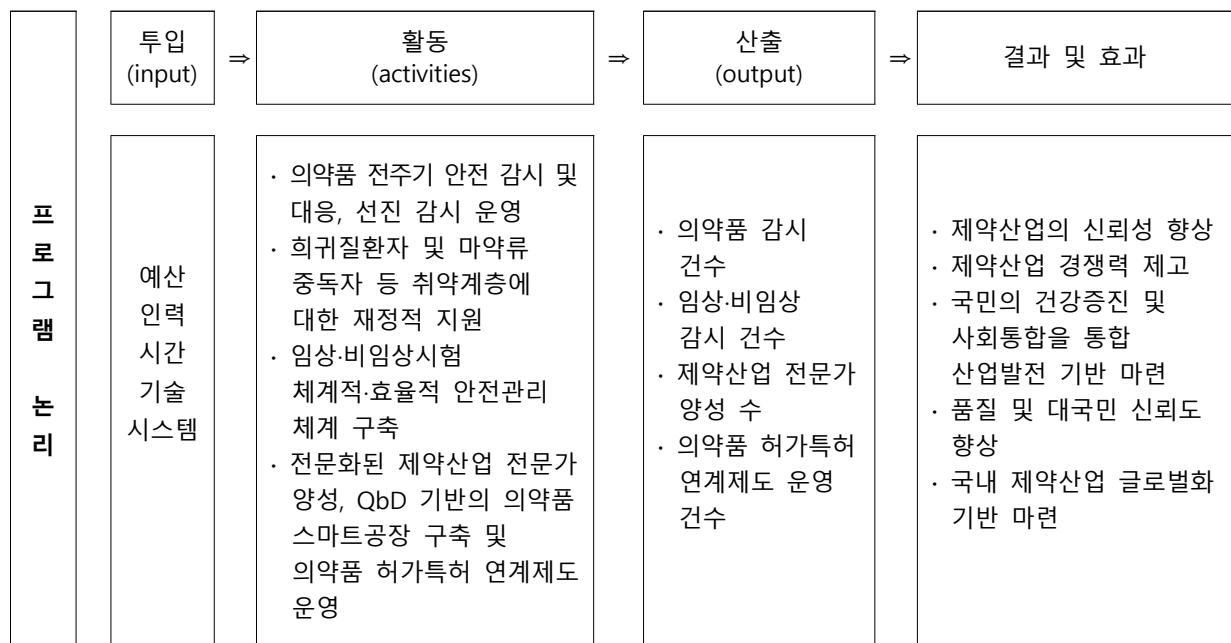 프
로
그
램
논
리
투입
(input)
⇒
활동
(activities)
⇒
산출
(output)
⇒
결과 및 효과
예산
인력
시간
기술
시스템
· 의약품 전주기 안전 감시 및
대응, 선진 감시 운영
· 희귀질환자 및 마약류
중독자 등 취약계층에
대한 재정적 지원
· 임상·비임상시험
체계적·효율적 안전관리
체계 구축
· 전문화된 제약산업 전문가
양성, QbD 기반의 의약품
스마트공장 구축 및
의약품 허가특허 연계제도
운영
· 의약품 감시
건수
· 임상·비임상
감시 건수
· 제약산업 전문가
양성 수
· 의약품 허가특허
연계제도 운영
건수
· 제약산업의 신뢰성 향상
· 제약산업 경쟁력 제고
· 국민의 건강증진 및
사회통합을 통합
산업발전 기반 마련
· 품질 및 대국민 신뢰도
향상
· 국내 제약산업 글로벌화
기반 마련